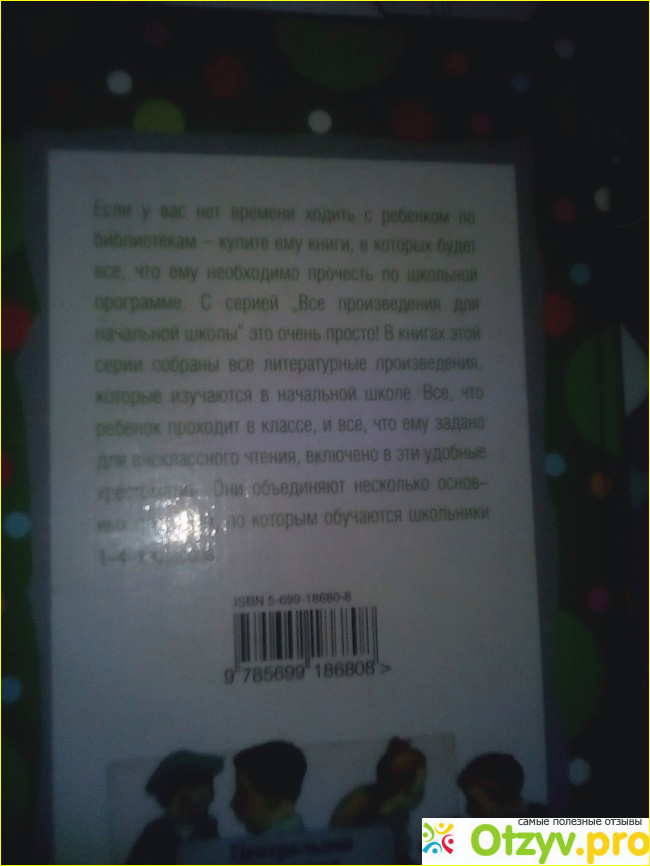 Если у вас нет времени ходить с ребенком по
библиотекам – купите ему книги, в которых будет
все, что ему необходимо прочесть по школьной
программе. С серией „Все произведения для
начальной школы" это очень просто! В книгах этой
серии собраны все литературные произведения,
которые изучаются в начальной школе. Все, что
ребенок проходит в классе, и все, что ему задано
для внеклассного чтения, включено в эти удобные
Они объединяют несколько основ-
ных по которым обучаются школьники
1–4
ISBN 5-699-18680-8
9 785699 186808 >
самые полезные отзывы
Otzyv.pro